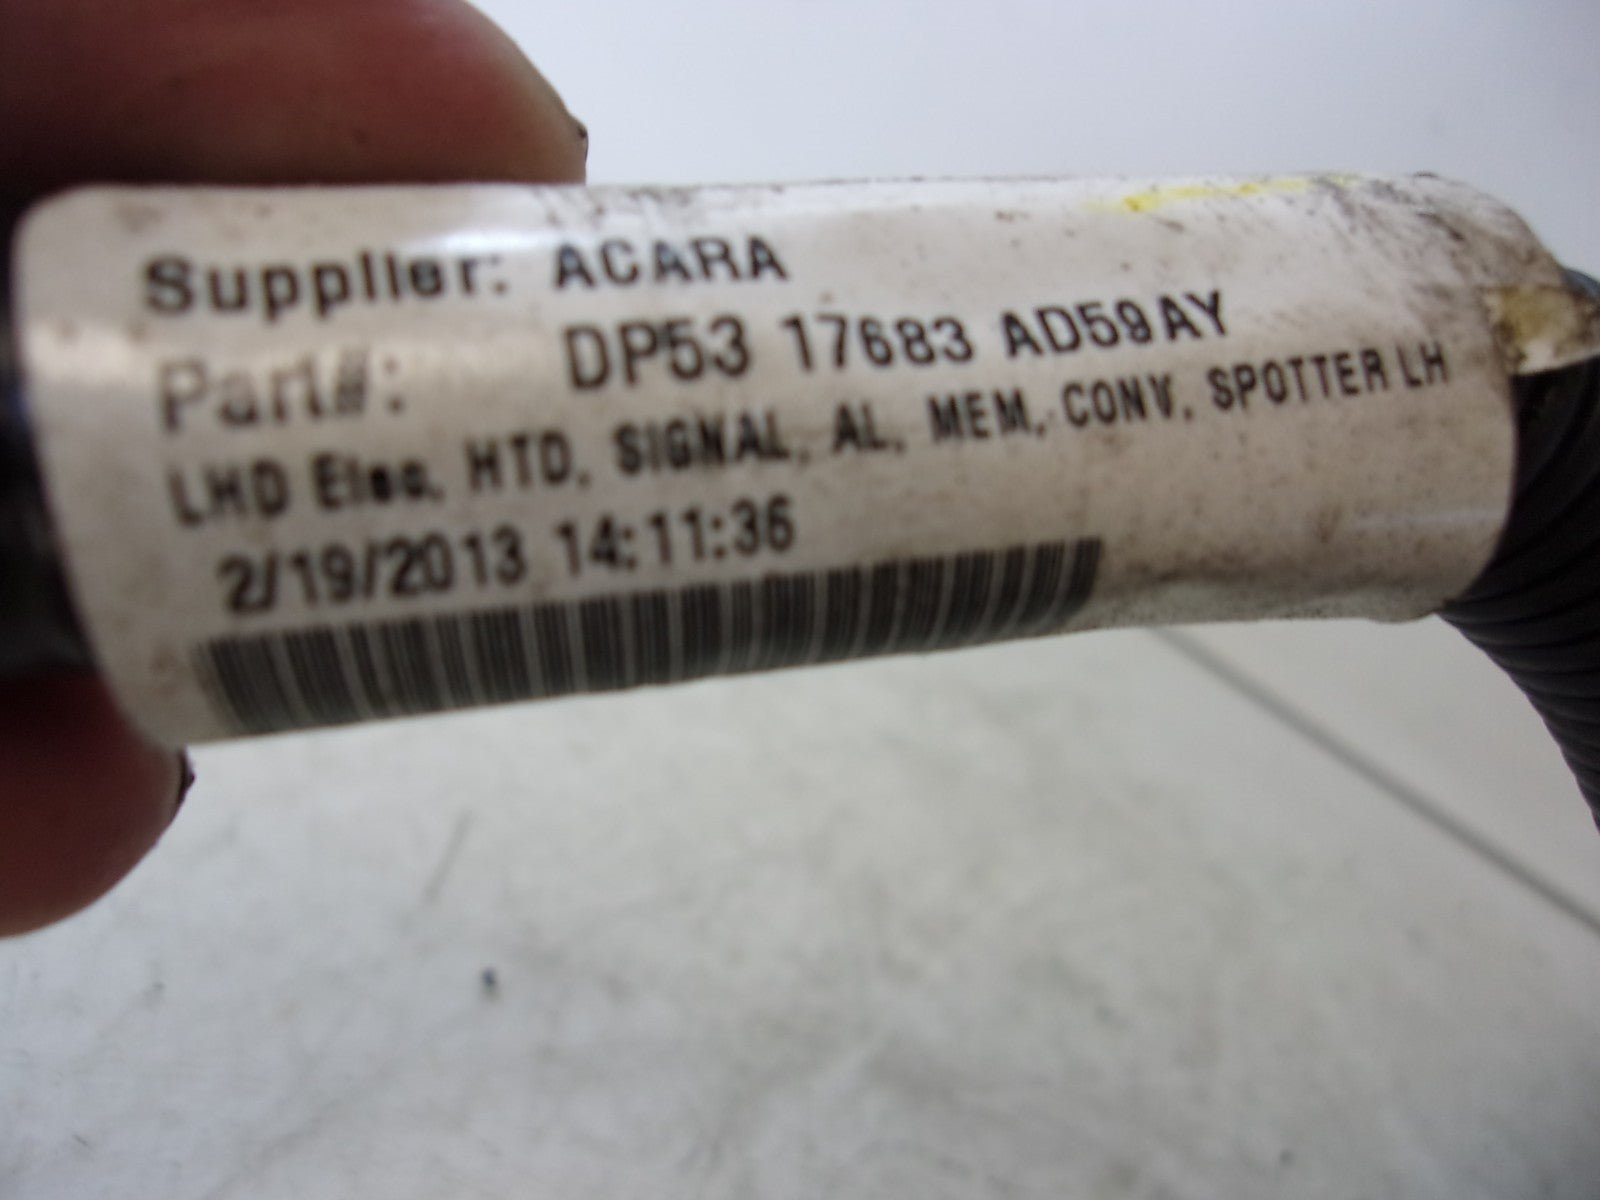 Supplier: ACARA
Part#: DP53 17683 AD59AY
LHD Elec, HTD, SIGNAL, AL, MEM, CONV, SPOTTER LH
2/19/2013 14:11:36